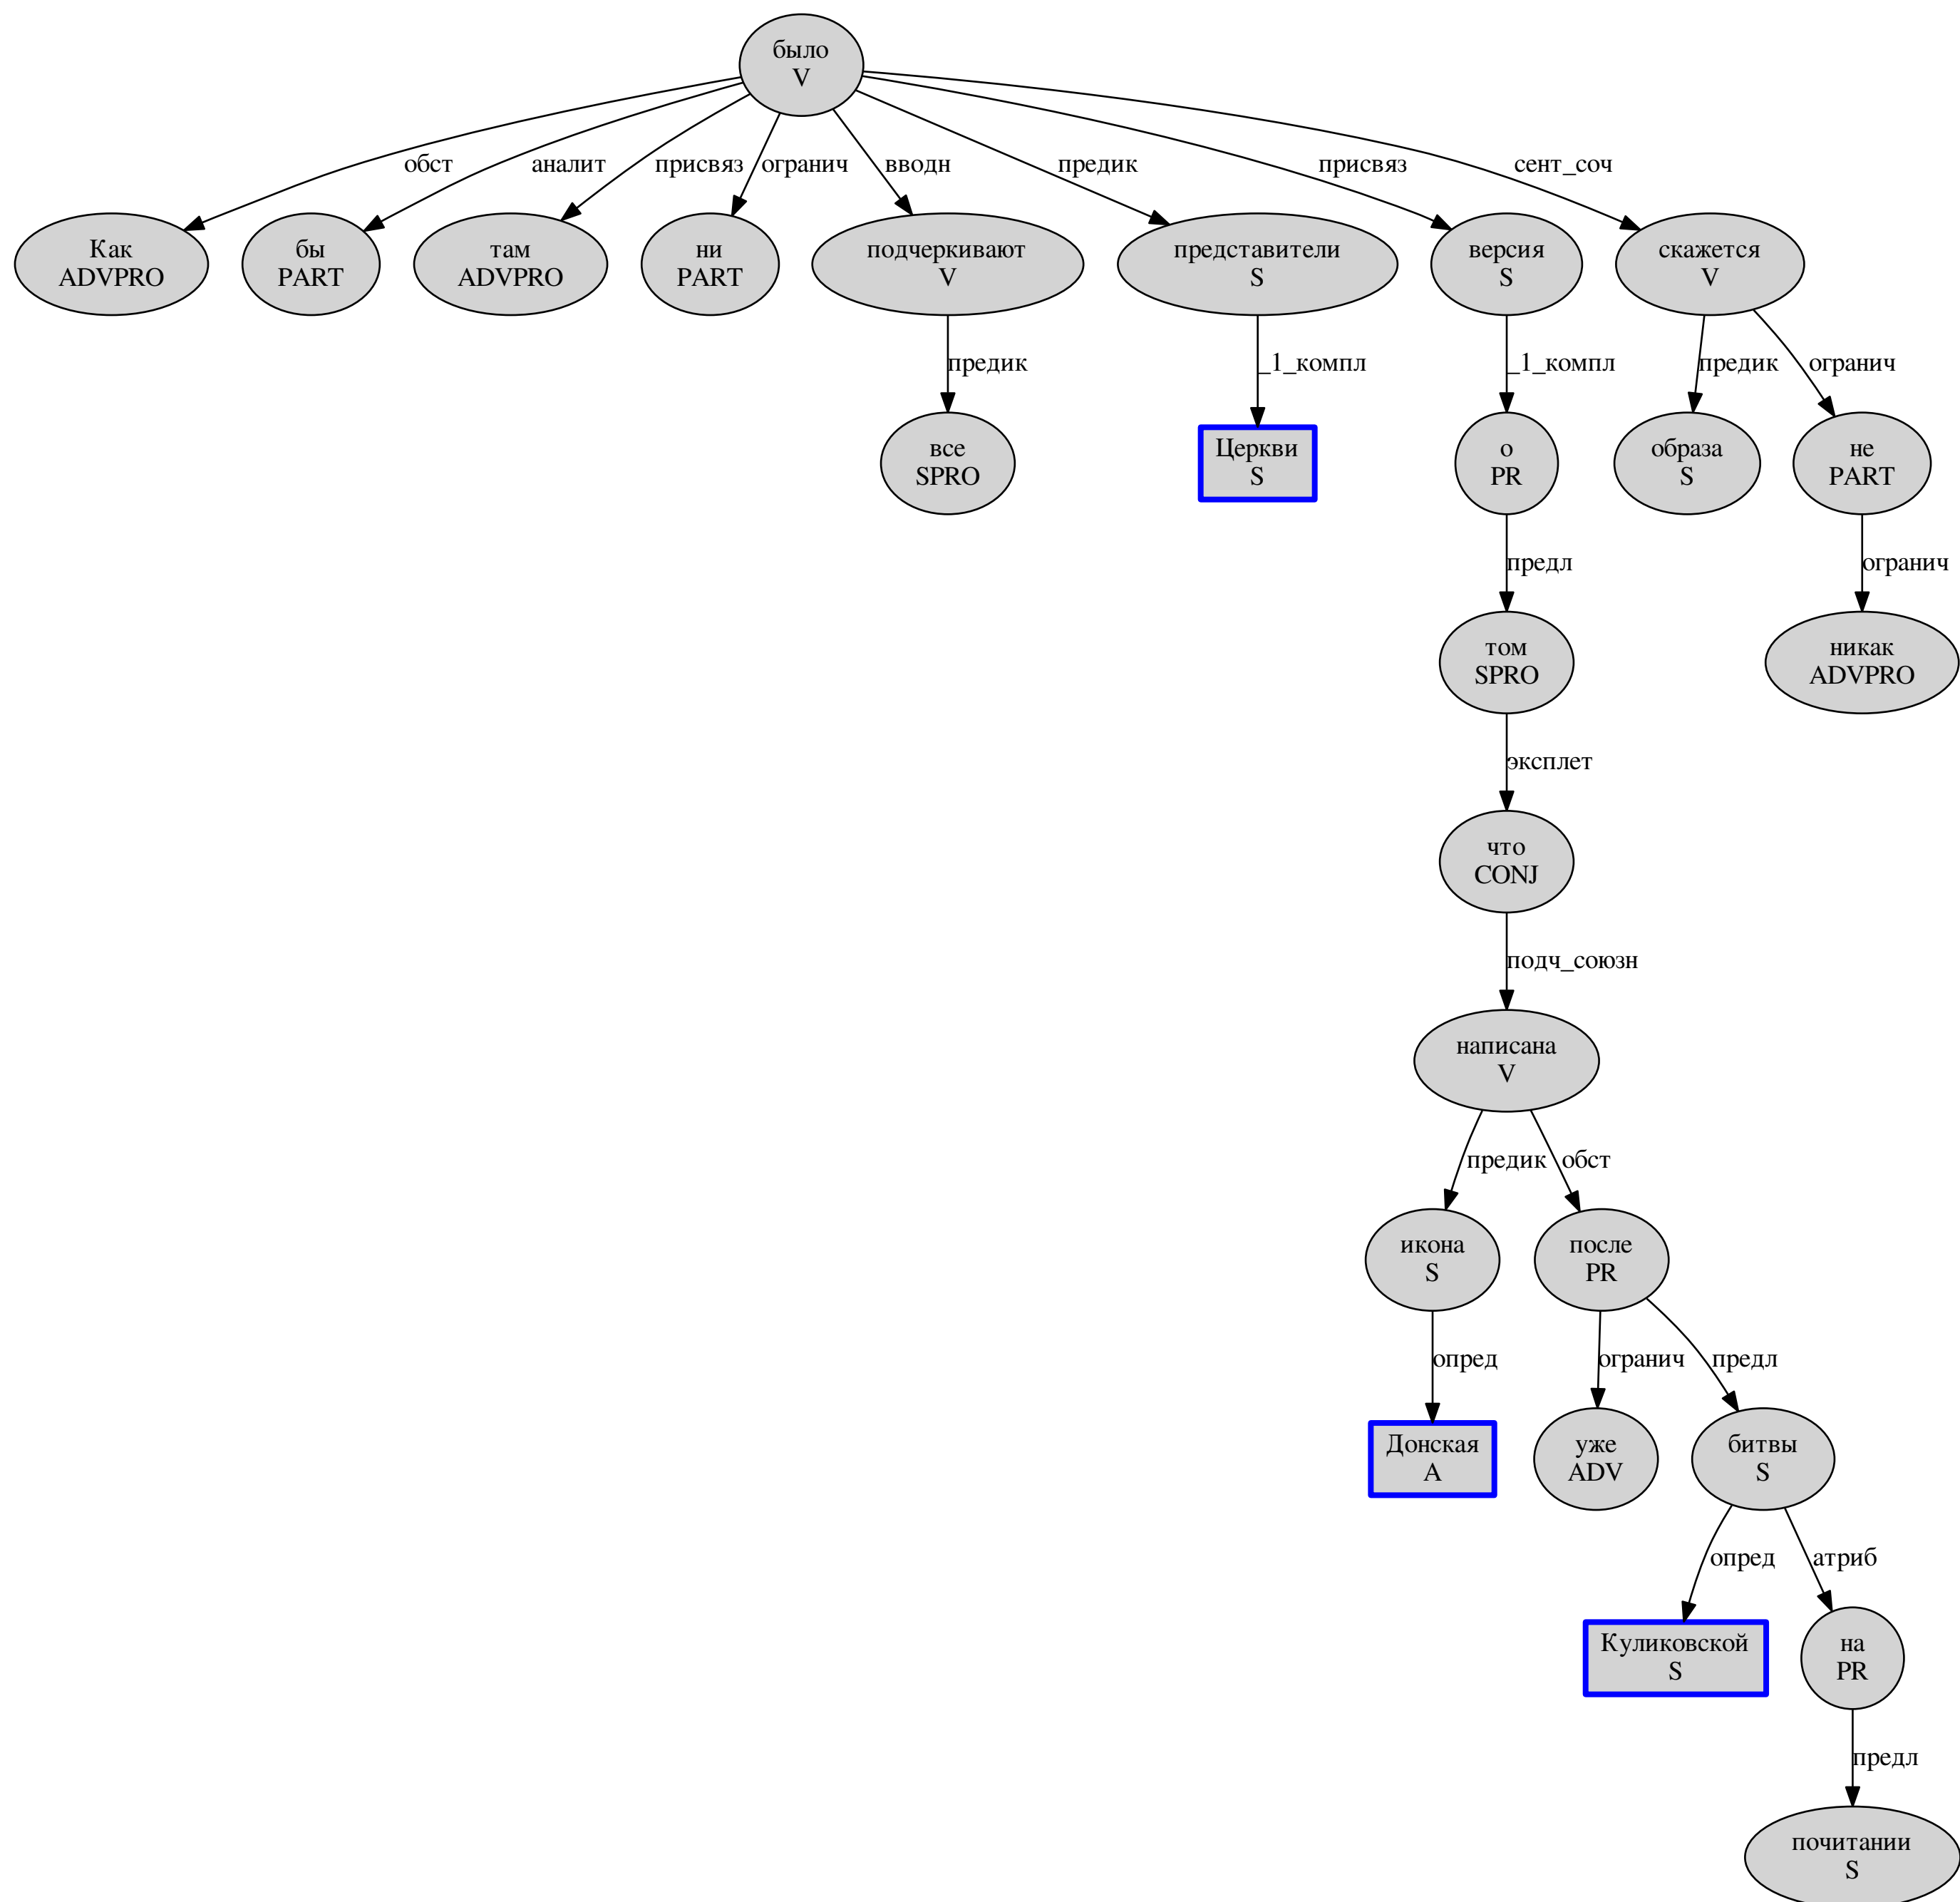 было
V
обст
аналит
присвяз
огранич
вводн
предик
присвяз
сент_соч
Как
ADVPRO
бы
PART
там
ADVPRO
ни
PART
подчеркивают
V
представители
S
версия
S
скажется
V
предик
_1_компл
_1_компл
предик
огранич
все
SPRO
Церкви
S
о
PR
образа
S
не
PART
предл
огранич
том
SPRO
никак
ADVPRO
эксплет
что
CONJ
подч_союзн
написана
V
предик
обст
икона
S
после
PR
опред
огранич
предл
Донская
A
уже
ADV
битвы
S
опред
атриб
Куликовской
S
на
PR
предл
почитании
S